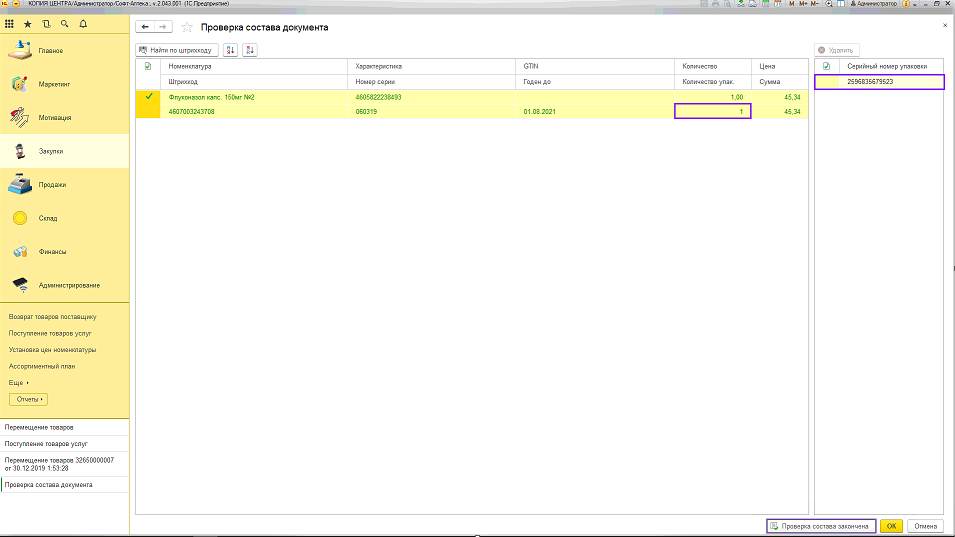 КОПИЯ ЦЕНТРА/Администратор/Софт-Аптека., v.2.043.001 (1С:Предприятие)
M M+ M-
Администратор
Проверка состава документа
Главное
Маркетинг
Мотивация
Закупки
Продажи
Склад
Финансы
Администрирование
Возврат товаров поставщику
Поступление товаров услуг
Установка цен номенклатуры
Ассортиментный план
Еще
Отчеты
Перемещение товаров
Поступление товаров услуг
Перемещение товаров 32650000007
от 30.12.2019 1:53:28
Проверка состава документа
Найти по штрихкоду
Удалить
Номенклатура Характеристика GTIN Количество Цена
Штрихкод Номер серии Годен до Количество упак. Сумма
Флуконазол капс. 150мг №2 4605822238493 1,00 45,34
4607003243708 060319 01.08.2021 1 45,34
Серийный номер упаковки
2596835679523
Проверка состава закончена
ОК
Отмена